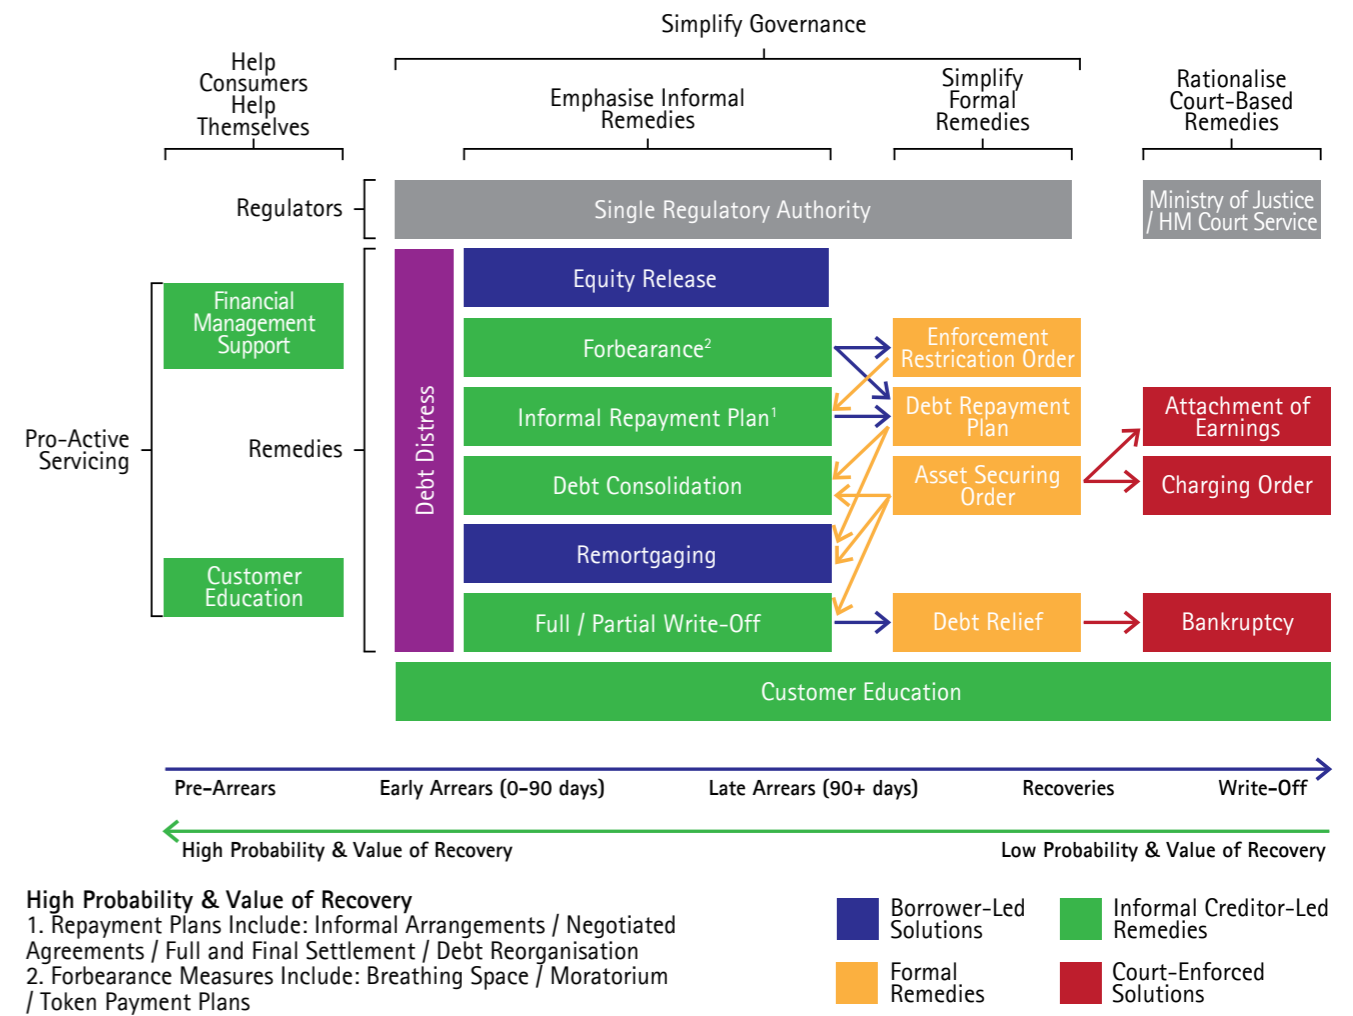 Simplify Governance
Help
Consumers
Help
Themselves
Emphasise Informal
Remedies
Simplify
Formal
Remedies
Rationalise
Court-Based
Remedies
Regulators
Single Regulatory Authority
Ministry of Justice
/ HM Court Service
Pro-Active
Servicing
Financial
Management
Support
Customer
Education
Remedies
Debt Distress
Equity Release
Forbearance²
Informal Repayment Plan¹
Debt Consolidation
Remortgaging
Full / Partial Write-Off
Enforcement
Restrication Order
Debt Repayment
Plan
Asset Securing
Order
Debt Relief
Attachment of
Earnings
Charging Order
Bankruptcy
Customer Education
Pre-Arrears
Early Arrears (0-90 days)
Late Arrears (90+ days)
Recoveries
Write-Off
High Probability & Value of Recovery
Low Probability & Value of Recovery
High Probability & Value of Recovery
1. Repayment Plans Include: Informal Arrangements / Negotiated
Agreements / Full and Final Settlement / Debt Reorganisation
2. Forbearance Measures Include: Breathing Space / Moratorium
/ Token Payment Plans
Borrower-Led
Solutions
Informal Creditor-Led
Remedies
Formal
Remedies
Court-Enforced
Solutions